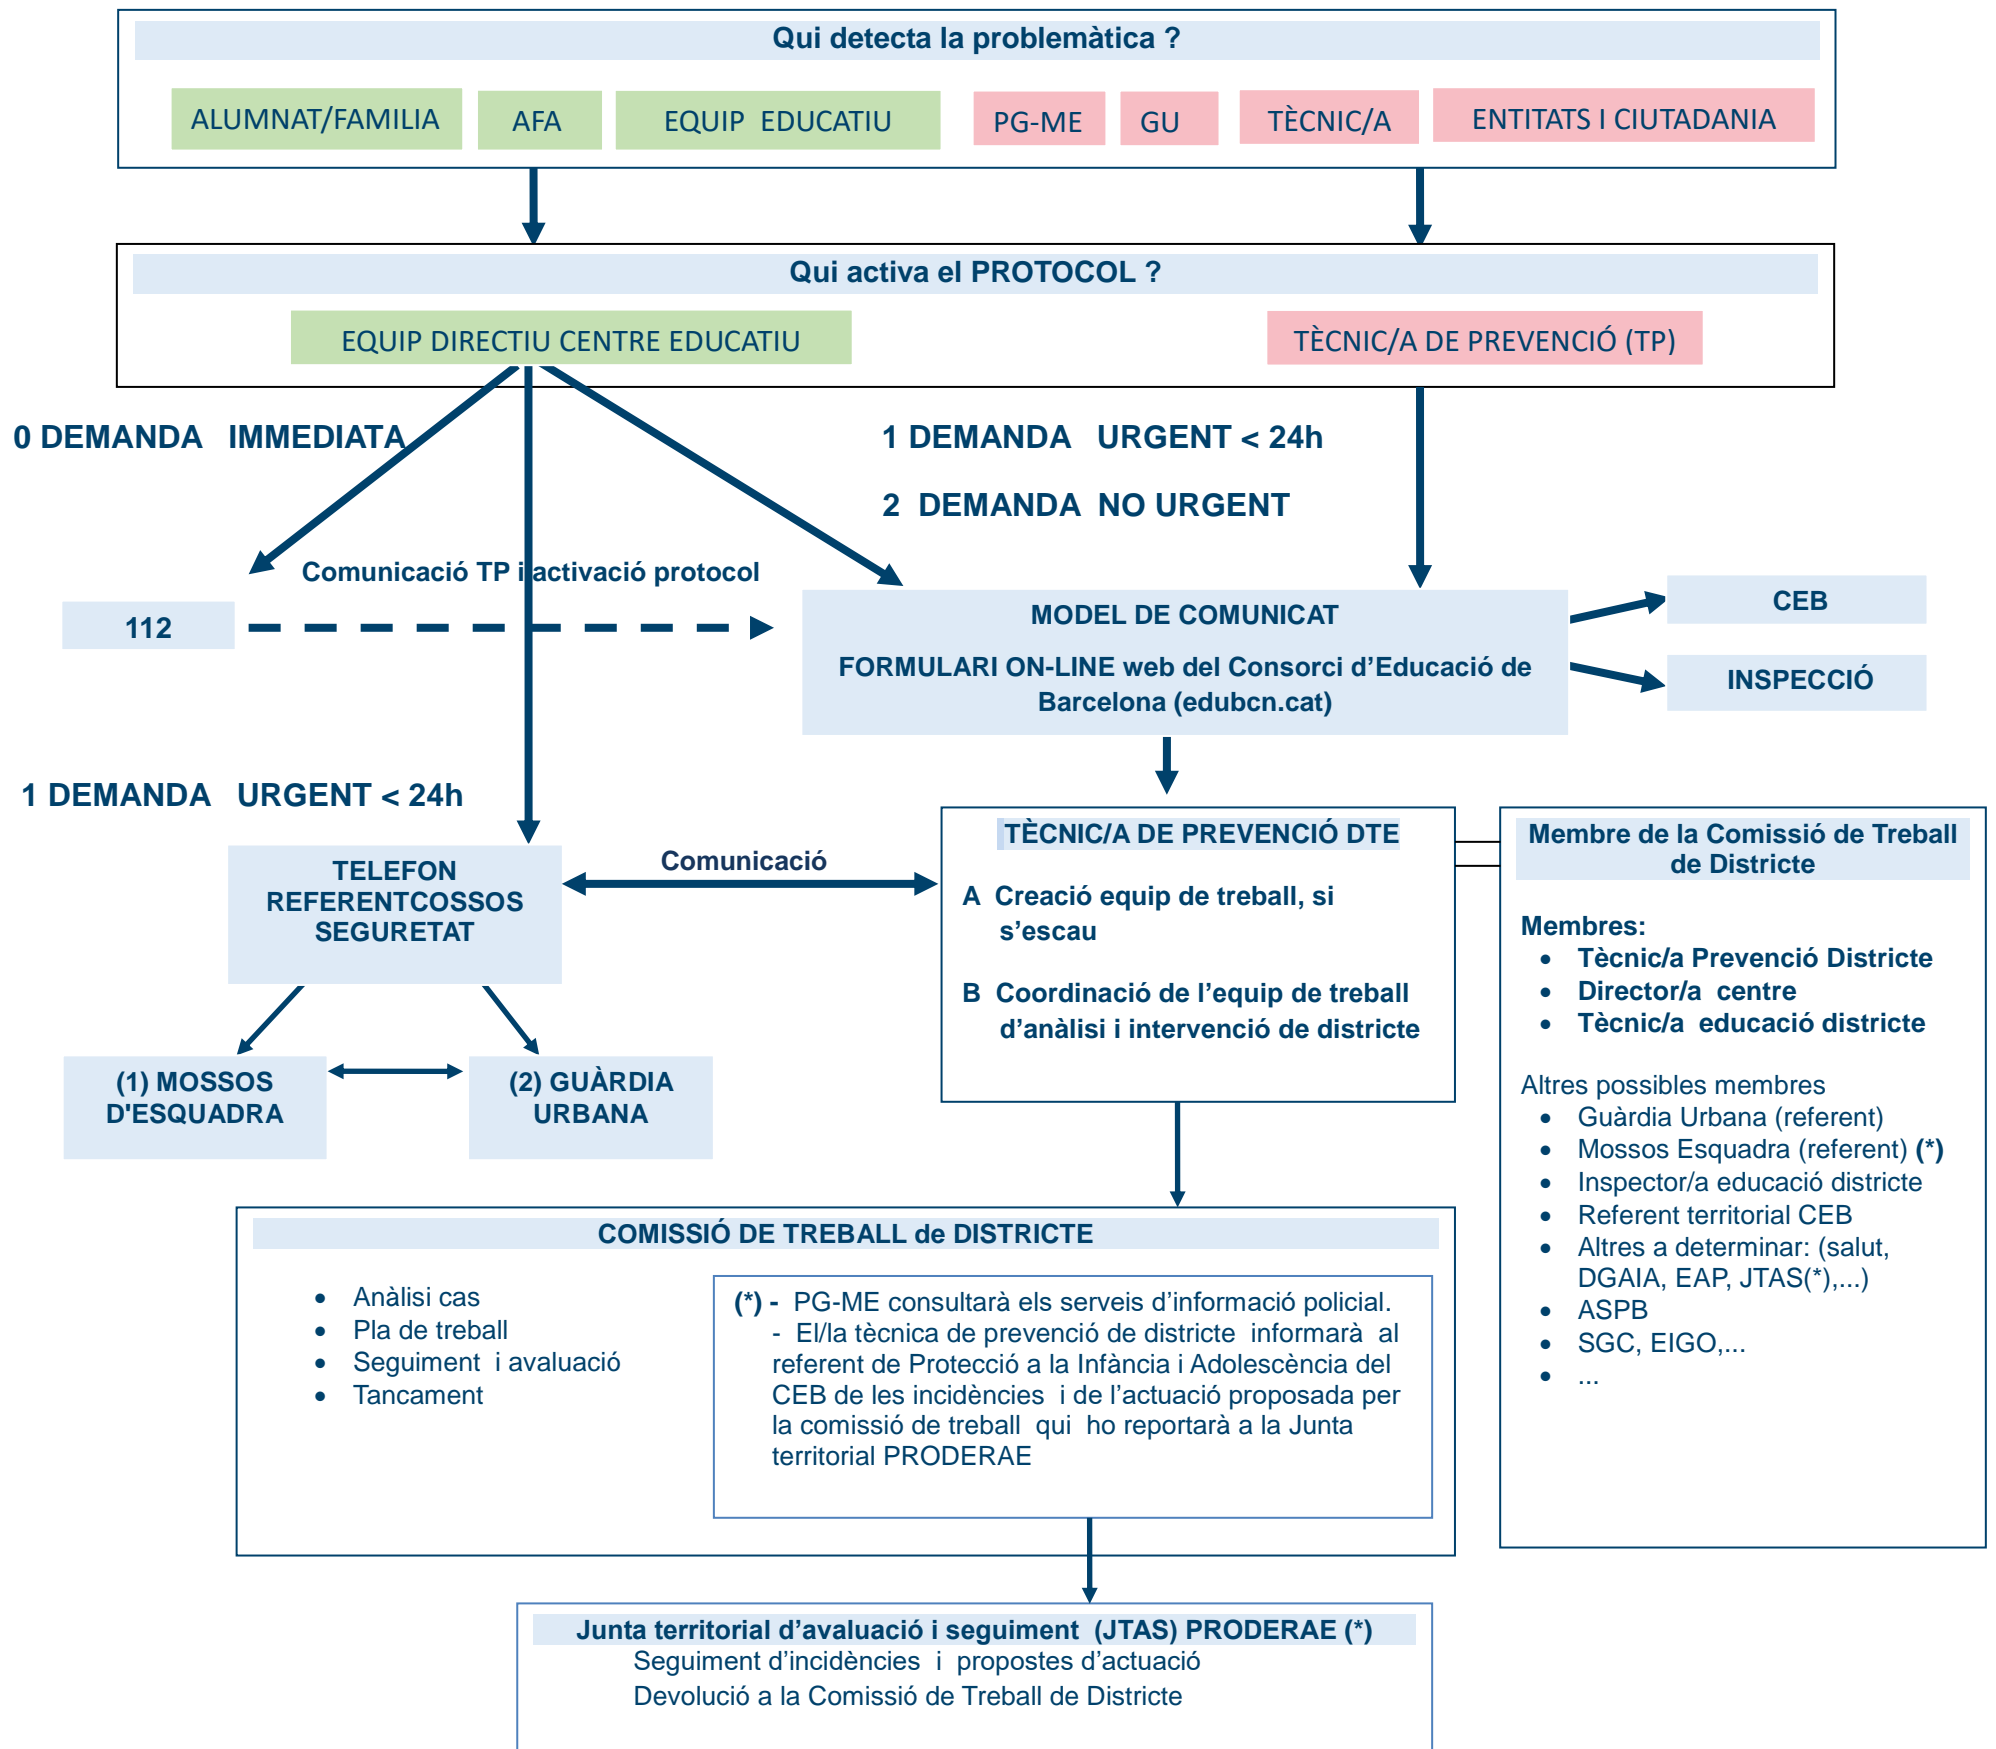 Qui detecta la problemàtica ?
ALUMNAT/FAMILIA
AFA
EQUIP EDUCATIU
PG-ME
GU
TÈCNIC/A
ENTITATS I CIUTADANIA
Qui activa el PROTOCOL ?
EQUIP DIRECTIU CENTRE EDUCATIU
TÈCNIC/A DE PREVENCIÓ (TP)
0 DEMANDA IMMEDIATA
1 DEMANDA URGENT < 24h
2 DEMANDA NO URGENT
Comunicació TP i activació protocol
112
MODEL DE COMUNICAT
FORMULARI ON-LINE web del Consorci d’Educació de
Barcelona (edubcn.cat)
CEB
INSPECCIÓ
1 DEMANDA URGENT < 24h
TELEFON
REFERENTCOSSOS
SEGURETAT
Comunicació
(1) MOSSOS
D'ESQUADRA
(2) GUÀRDIA
URBANA
TÈCNIC/A DE PREVENCIÓ DTE
A Creació equip de treball, si
s’escau
B Coordinació de l’equip de treball
d’anàlisi i intervenció de districte
Membre de la Comissió de Treball
de Districte
Membres:
• Tècnic/a Prevenció Districte
• Director/a centre
• Tècnic/a educació districte
Altres possibles membres
• Guàrdia Urbana (referent)
• Mossos Esquadra (referent) (*)
• Inspector/a educació districte
• Referent territorial CEB
• Altres a determinar: (salut,
DGAIA, EAP, JTAS(*),...)
• ASPB
• SGC, EIGO,...
• ...
COMISSIÓ DE TREBALL de DISTRICTE
• Anàlisi cas
• Pla de treball
• Seguiment i avaluació
• Tancament
(*) - PG-ME consultarà els serveis d’informació policial.
- El/la tècnica de prevenció de districte informarà al
referent de Protecció a la Infància i Adolescència del
CEB de les incidències i de l’actuació proposada per
la comissió de treball qui ho reportarà a la Junta
territorial PRODERAE
Junta territorial d’avaluació i seguiment (JTAS) PRODERAE (*)
Seguiment d’incidències i propostes d’actuació
Devolució a la Comissió de Treball de Districte